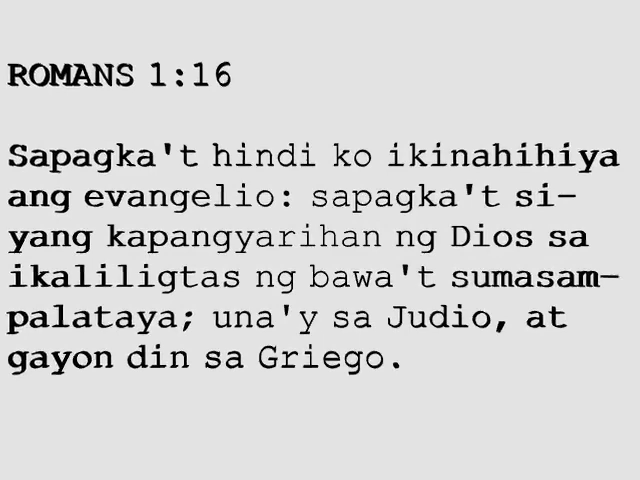 ROMANS 1:16
Sapagka't hindi ko ikinahihiya
ang evangelio: sapagka't si-
yang kapangyarihan ng Dios sa
ikaliligtas ng bawa't sumasam-
palataya; una'y sa Judio, at
gayon din sa Griego.